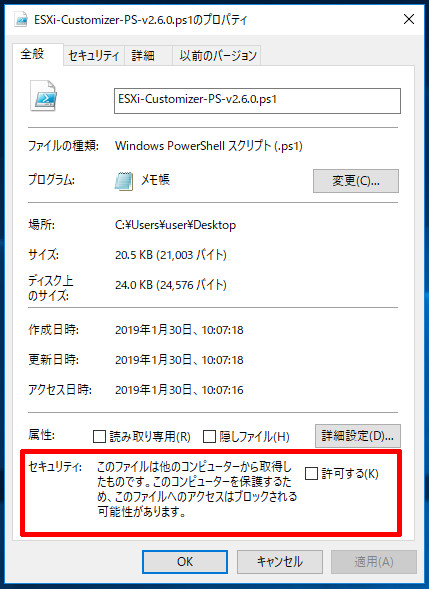 ESXi-Customizer-PS-v2.6.0.ps1のプロパティ
全般 セキュリティ 詳細 以前のバージョン
ESXi-Customizer-PS-v2.6.0.ps1
ファイルの種類: Windows PowerShell スクリプト (.ps1)
プログラム: メモ帳 変更(C)...
場所: C:¥Users¥user¥Desktop
サイズ: 20.5 KB (21,003 バイト)
ディスク上
のサイズ: 24.0 KB (24,576 バイト)
作成日時: 2019年1月30日、10:07:18
更新日時: 2019年1月30日、10:07:18
アクセス日時: 2019年1月30日、10:07:16
属性: 読み取り専用(R) 隠しファイル(H) 詳細設定(D)...
セキュリティ: このファイルは他のコンピューターから取得し
たものです。このコンピューターを保護するた
め、このファイルへのアクセスはブロックされる
可能性があります。
許可する(K)
OK キャンセル 適用(A)